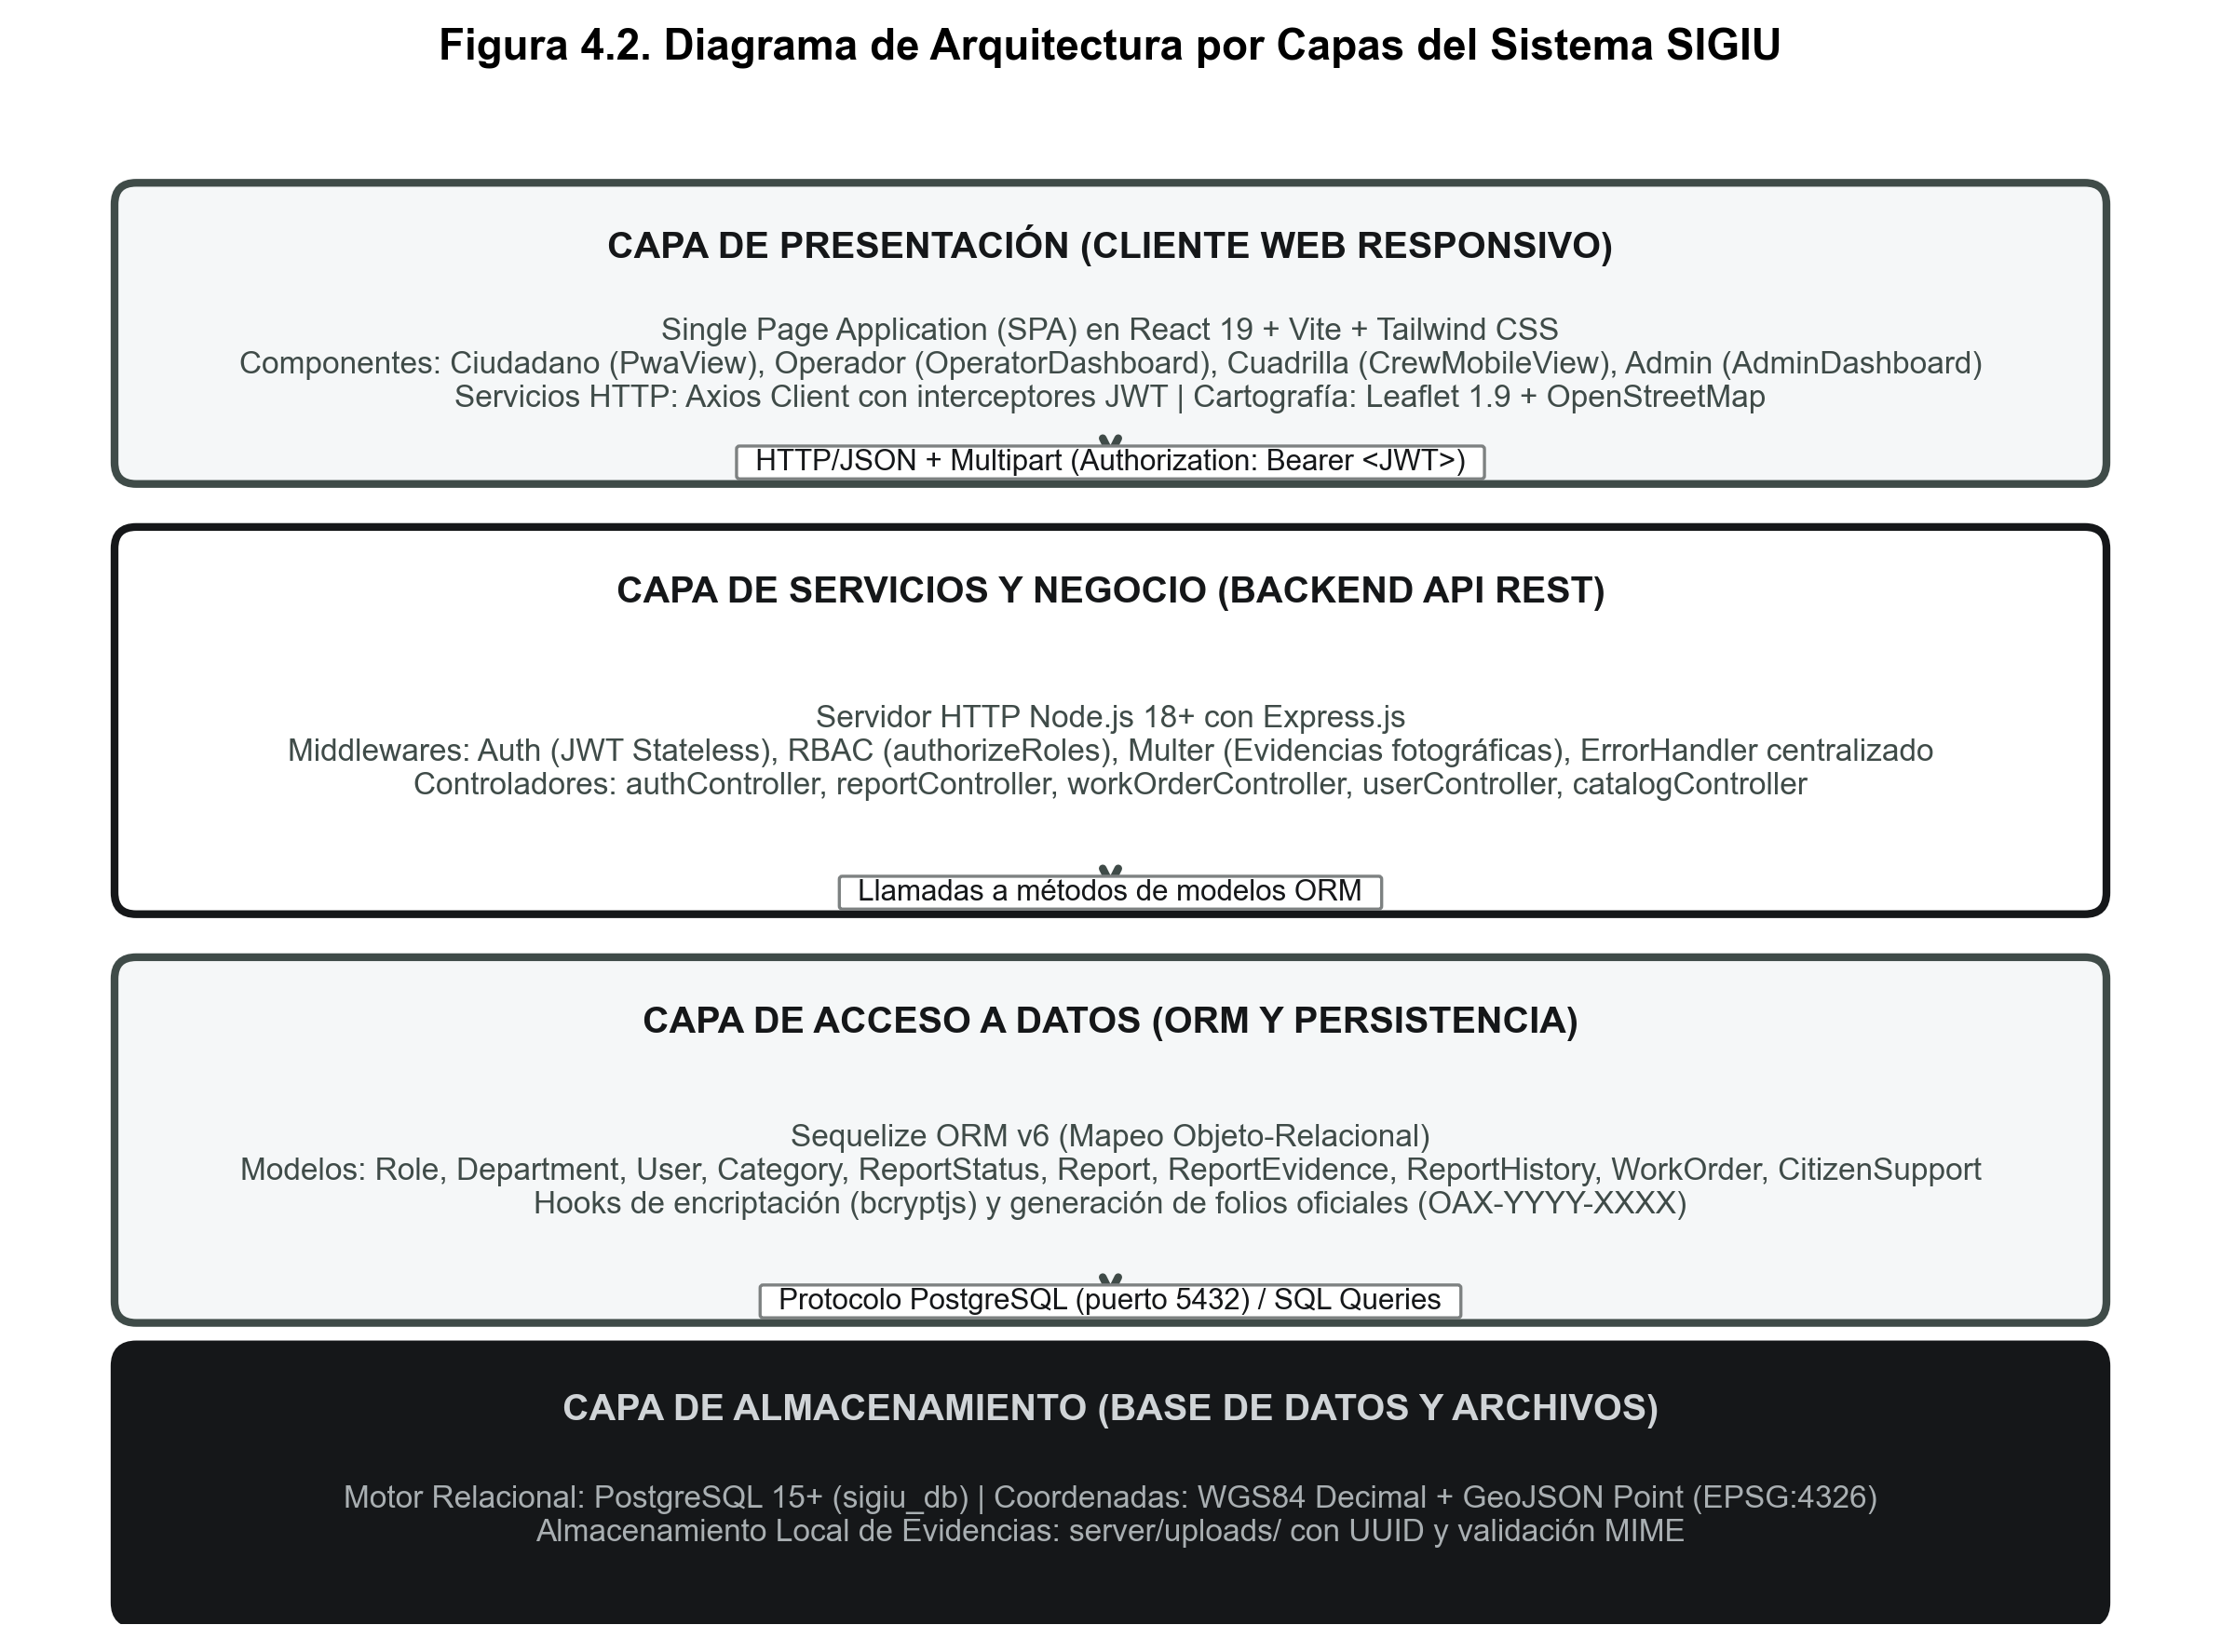 Figura 4.2. Diagrama de Arquitectura por Capas del Sistema SIGIU
CAPA DE PRESENTACIÓN (CLIENTE WEB RESPONSIVO)
Single Page Application (SPA) en React 19 + Vite + Tailwind CSS
Componentes: Ciudadano (PwaView), Operador (OperatorDashboard), Cuadrilla (CrewMobileView), Admin (AdminDashboard)
Servicios HTTP: Axios Client con interceptores JWT | Cartografía: Leaflet 1.9 + OpenStreetMap
HTTP/JSON + Multipart (Authorization: Bearer <JWT>)
CAPA DE SERVICIOS Y NEGOCIO (BACKEND API REST)
Servidor HTTP Node.js 18+ con Express.js
Middlewares: Auth (JWT Stateless), RBAC (authorizeRoles), Multer (Evidencias fotográficas), ErrorHandler centralizado
Controladores: authController, reportController, workOrderController, userController, catalogController
Llamadas a métodos de modelos ORM
CAPA DE ACCESO A DATOS (ORM Y PERSISTENCIA)
Sequelize ORM v6 (Mapeo Objeto-Relacional)
Modelos: Role, Department, User, Category, ReportStatus, Report, ReportEvidence, ReportHistory, WorkOrder, CitizenSupport
Hooks de encriptación (bcryptjs) y generación de folios oficiales (OAX-YYYY-XXXX)
Protocolo PostgreSQL (puerto 5432) / SQL Queries
CAPA DE ALMACENAMIENTO (BASE DE DATOS Y ARCHIVOS)
Motor Relacional: PostgreSQL 15+ (sigiu_db) | Coordenadas: WGS84 Decimal + GeoJSON Point (EPSG:4326)
Almacenamiento Local de Evidencias: server/uploads/ con UUID y validación MIME